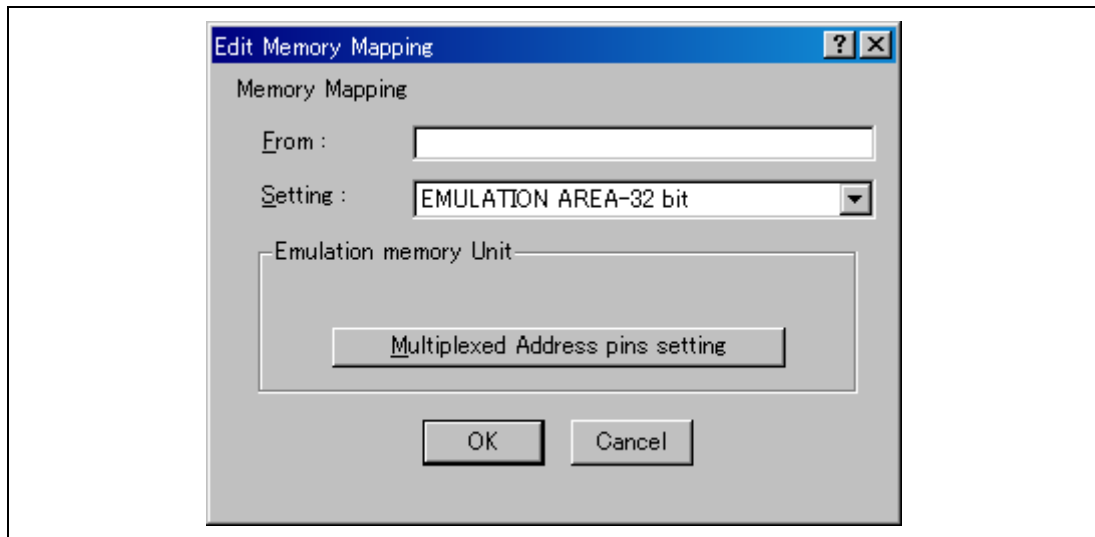 Edit Memory Mapping
Memory Mapping
From :
Setting : EMULATION AREA-32 bit
Emulation memory Unit
Multiplexed Address pins setting
OK Cancel